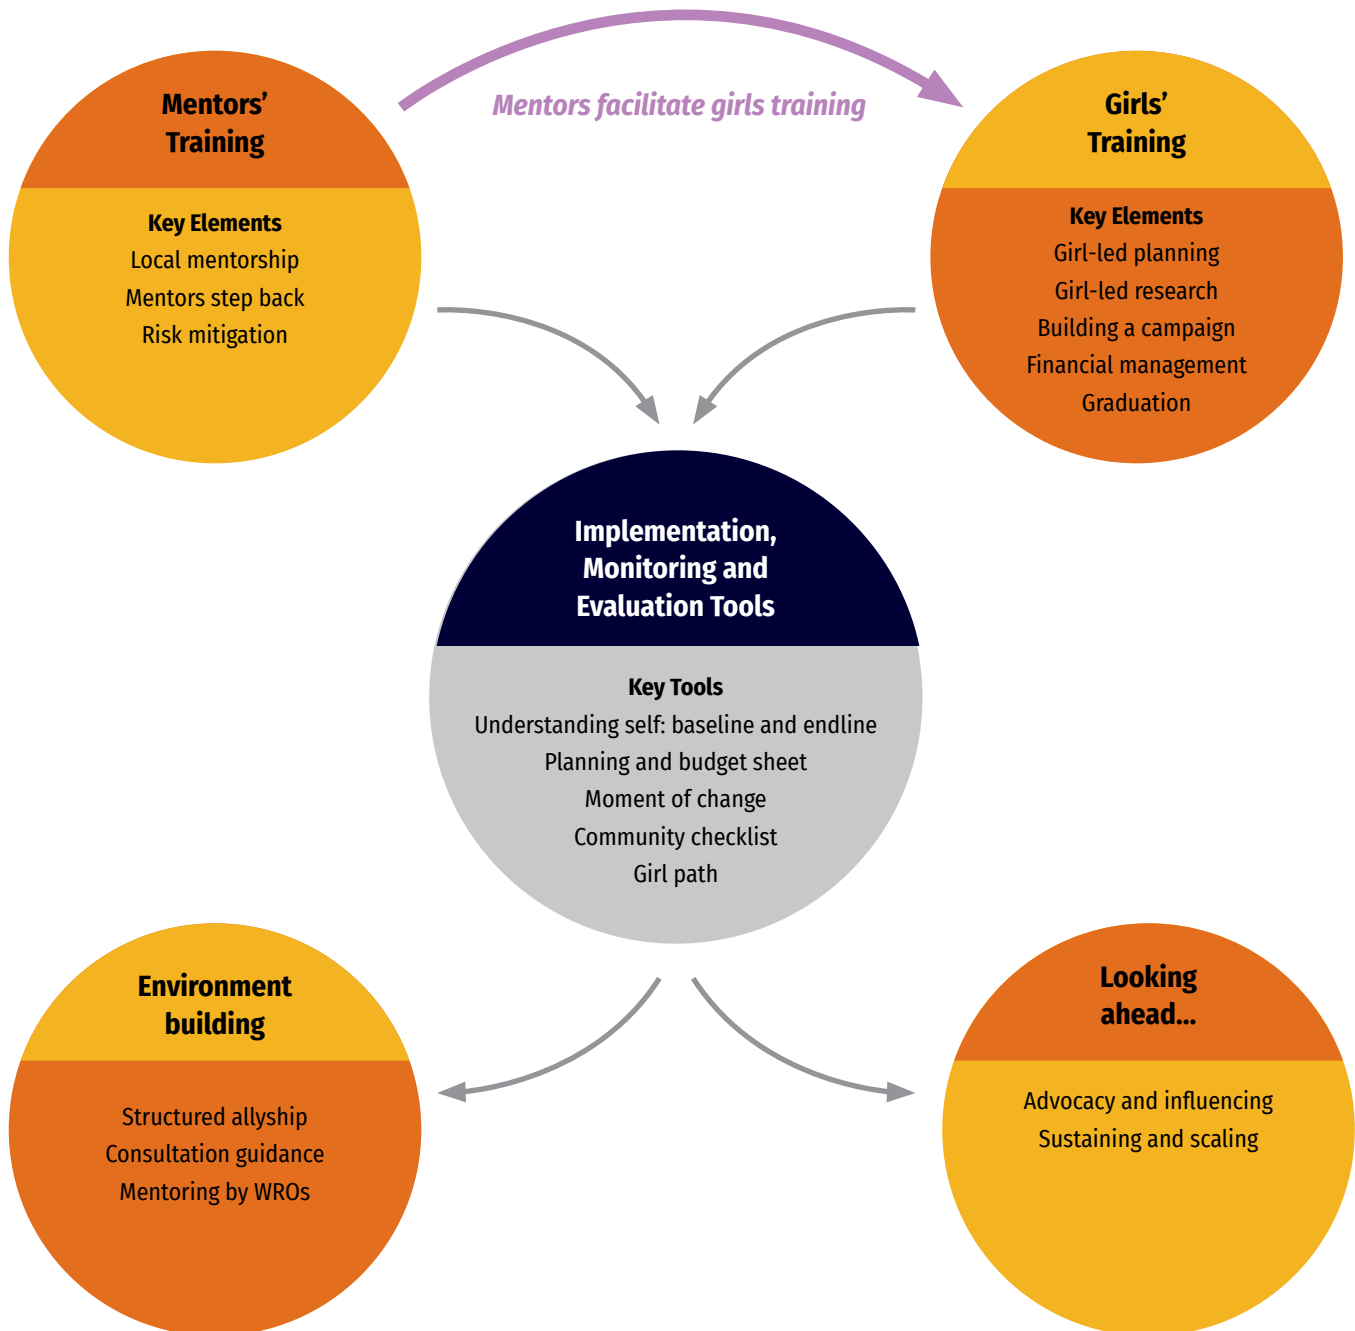 Mentors facilitate girls training
Mentors’
Training
Key Elements
Local mentorship
Mentors step back
Risk mitigation
Girls’
Training
Key Elements
Girl-led planning
Girl-led research
Building a campaign
Financial management
Graduation
Implementation,
Monitoring and
Evaluation Tools
Key Tools
Understanding self: baseline and endline
Planning and budget sheet
Moment of change
Community checklist
Girl path
Environment
building
Structured allyship
Consultation guidance
Mentoring by WROs
Looking
ahead...
Advocacy and influencing
Sustaining and scaling